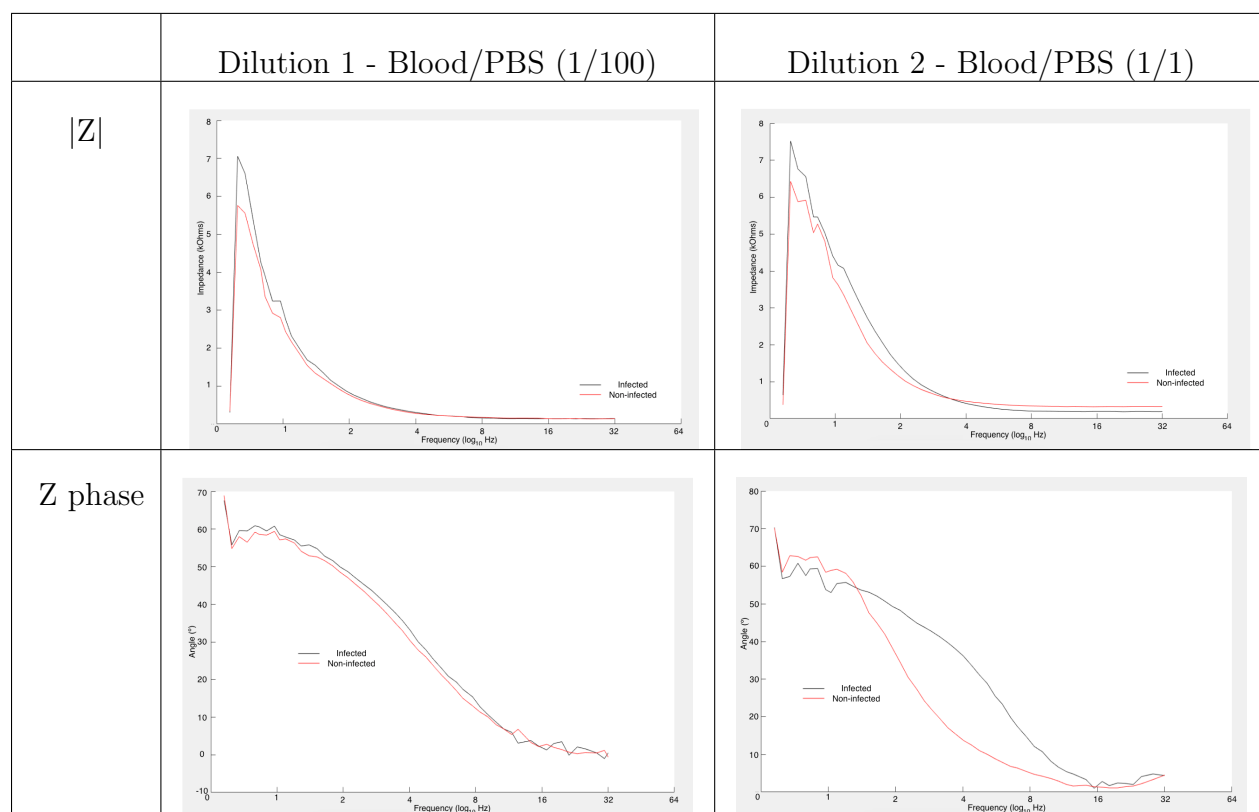 Dilution 1 - Blood/PBS (1/100)
Dilution 2 - Blood/PBS (1/1)
|Z|
8
7
6
5
4
3
2
1
Impedance (kOhms)
Infected
Non-infected
0 1 2 4 8 16 32 64
Frequency (log₁₀ Hz)
8
7
6
5
4
3
2
1
Impedance (kOhms)
Infected
Non-infected
0 1 2 4 8 16 32 64
Frequency (log₁₀ Hz)
Z phase
70
60
50
40
30
20
10
0
-10
Angle (º)
Infected
Non-infected
0 1 2 4 8 16 32 64
Frequency (log₁₀ Hz)
80
70
60
50
40
30
20
10
Angle (º)
Infected
Non-infected
0 1 2 4 8 16 32 64
Frequency (log₁₀ Hz)